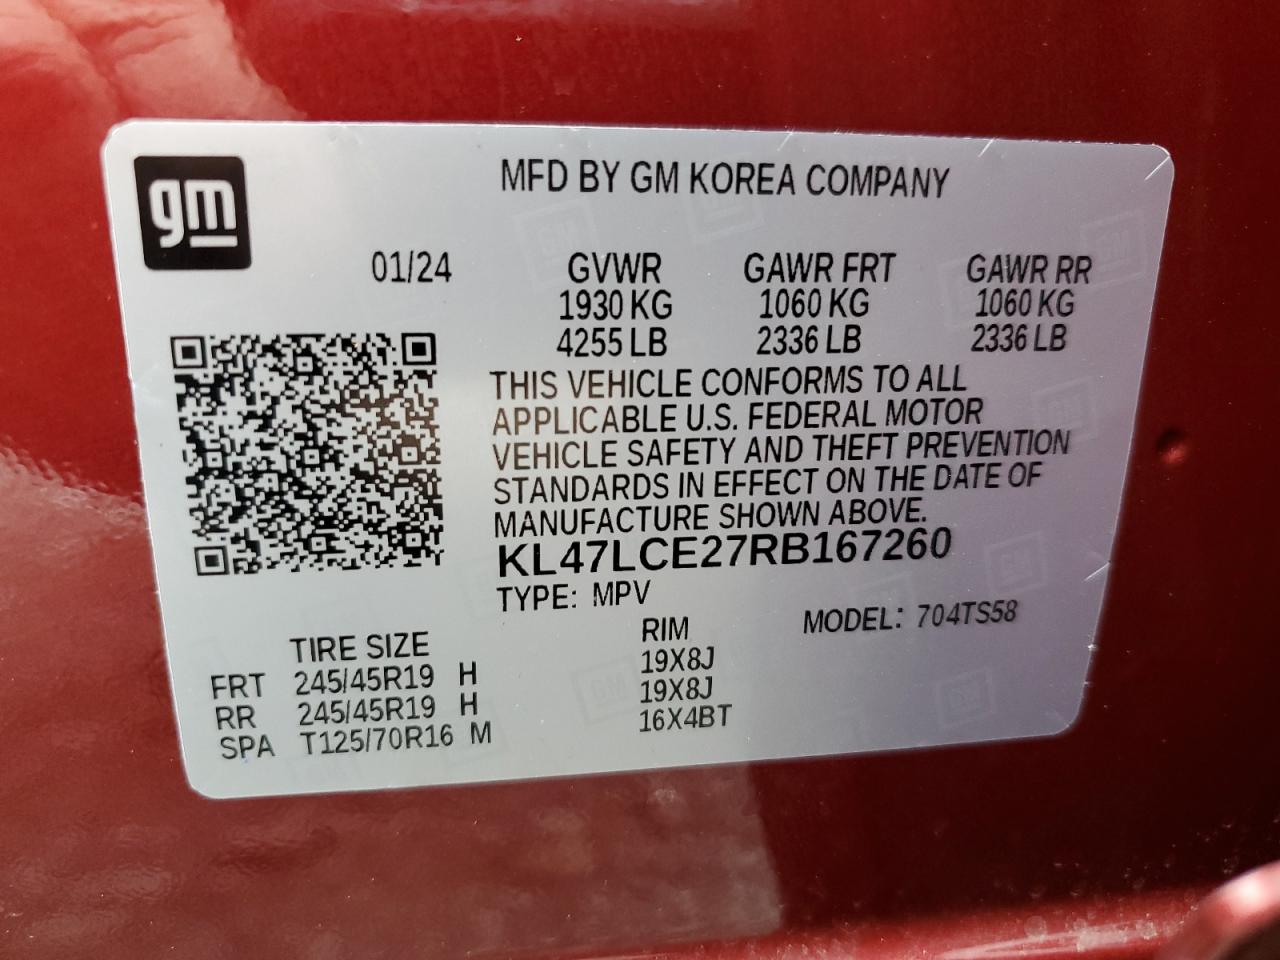 gm
MFD BY GM KOREA COMPANY
01/24 GVWR GAWR FRT GAWR RR
1930 KG 1060 KG 1060 KG
4255 LB 2336 LB 2336 LB
THIS VEHICLE CONFORMS TO ALL
APPLICABLE U.S. FEDERAL MOTOR
VEHICLE SAFETY AND THEFT PREVENTION
STANDARDS IN EFFECT ON THE DATE OF
MANUFACTURE SHOWN ABOVE.
KL47LCE27RB167260
TYPE: MPV MODEL: 704TS58
TIRE SIZE RIM
FRT 245/45R19 H 19X8J
RR 245/45R19 H 19X8J
SPA T125/70R16 M 16X4BT